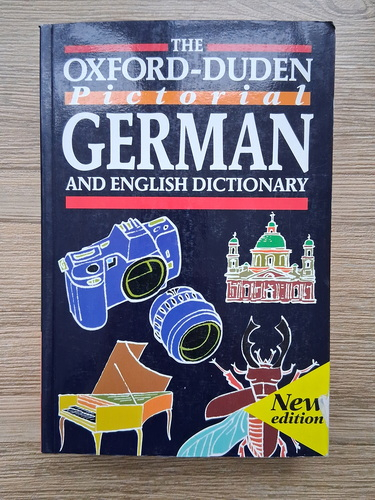 THE
OXFORD-DUDEN
Pictorial
GERMAN
AND ENGLISH DICTIONARY
New
edition